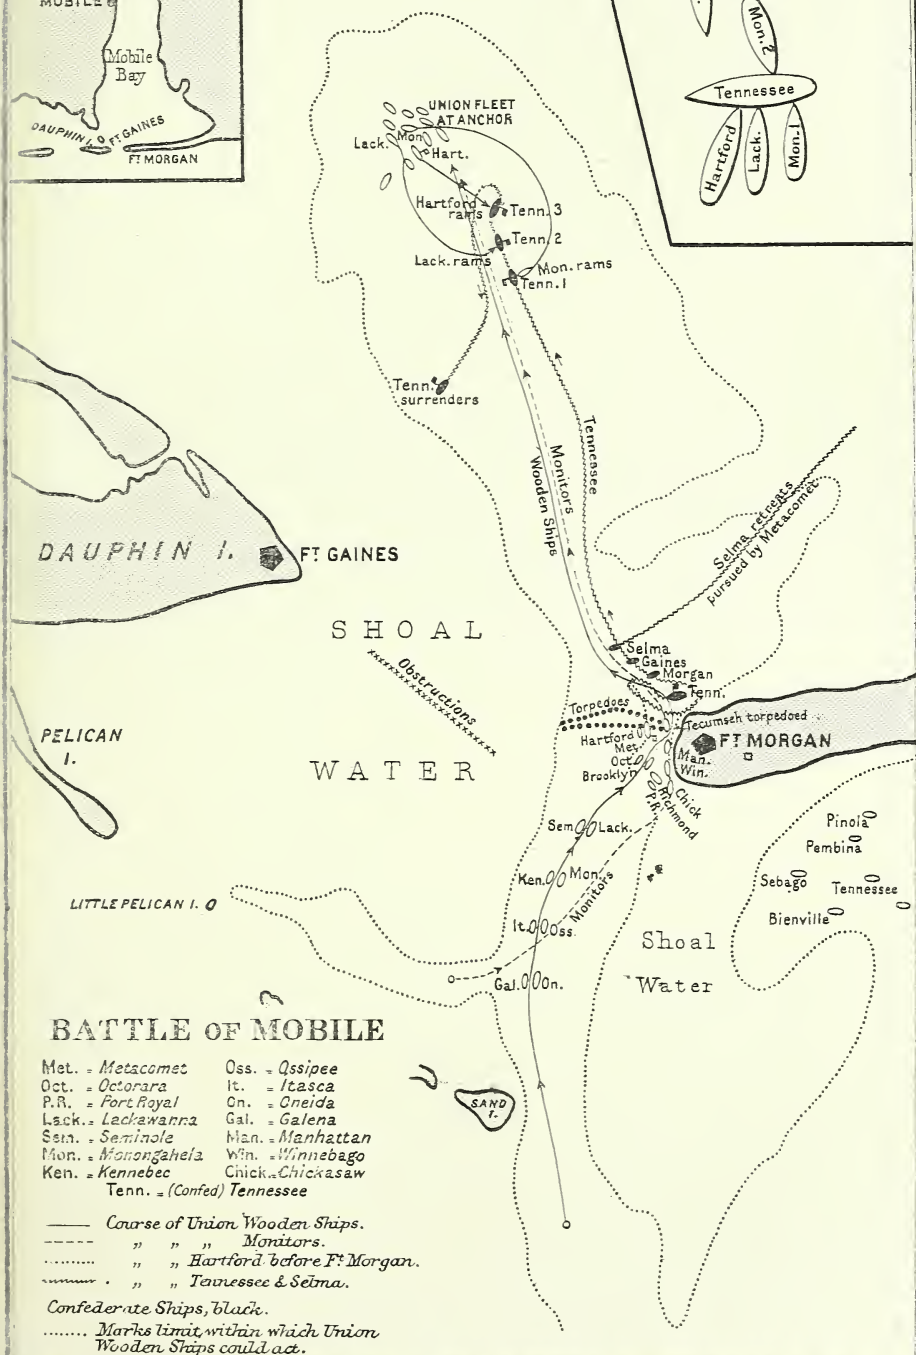 MOBILE
Mobile
Bay
DAUPHIN I.
FT GAINES
FT MORGAN
Mon. 2
Tennessee
Hartford
Lack.
Mon. 1
UNION FLEET
AT ANCHOR
Lack.
Mon.
Hart.
Hartford
rams
Tenn. 3
Tenn. 2
Lack. rams
Mon. rams
Tenn. 1
Tenn.
surrenders
Tennessee
Monitors
Wooden Ships
Selma retreats
pursued by Metacomet
DAUPHIN I.
FT GAINES
SHOAL
Obstructions
WATER
Selma
Gaines
Morgan
Tenn.
Torpedoes
Tecumseh torpedoed
Hartford
Met.
Oct.
Brooklyn
FT MORGAN
Man.
Win.
Chick
Richmond
P.R.
PELICAN
I.
Sem. Lack.
Ken. Mon.
Monitors
It. Oss.
Gal. On.
Pinola
Pembina
Sebago
Tennessee
Bienville
LITTLE PELICAN I.
Shoal
Water
SAND
I.
BATTLE OF MOBILE
Met. = Metacomet
Oct. = Octorara
P.R. = Port Royal
Lack. = Lackawanna
Sem. = Seminole
Mon. = Monongahela
Ken. = Kennebec
Oss. = Ossipee
It. = Itasca
On. = Oneida
Gal. = Galena
Man. = Manhattan
Win. = Winnebago
Chick. = Chickasaw
Tenn. = (Confed) Tennessee
Course of Union Wooden Ships.
" " " Monitors.
" " Hartford before Ft Morgan.
" " Tennessee & Selma.
Confederate Ships, black.
Marks limit, within which Union
Wooden Ships could act.